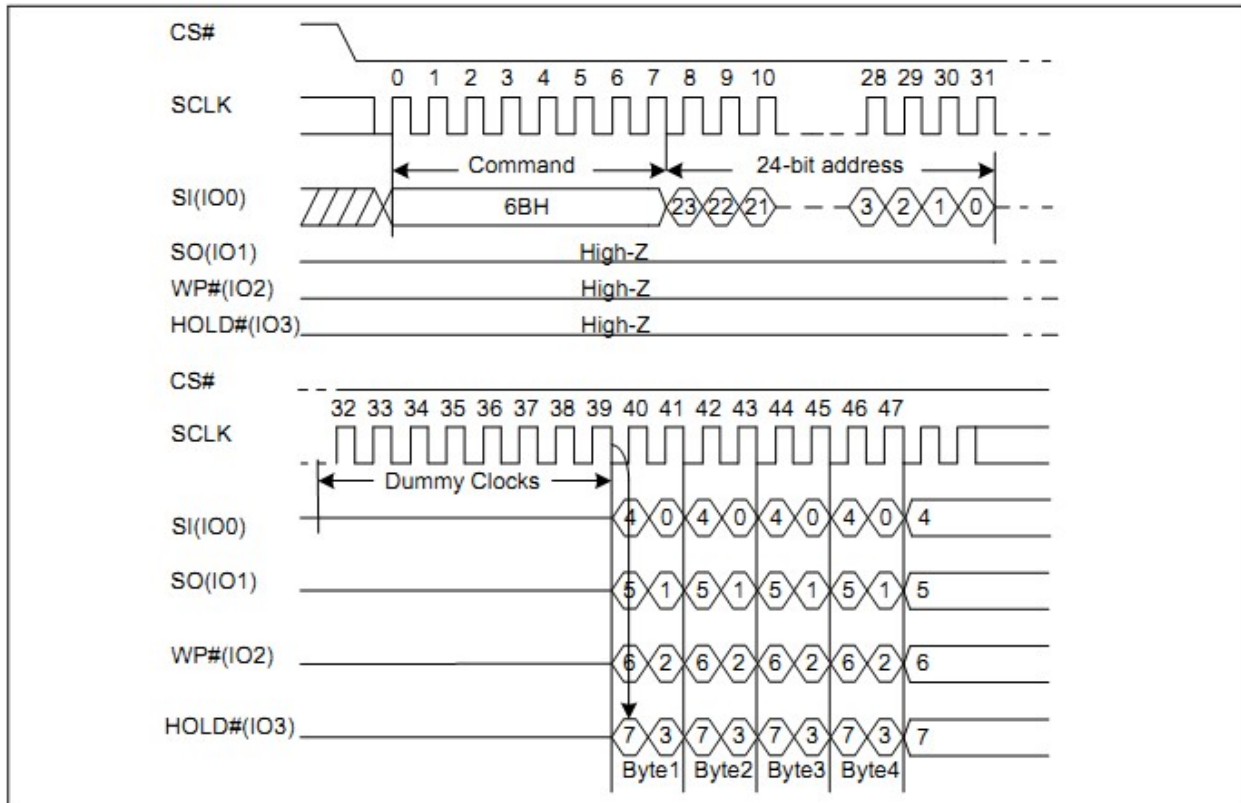 CS#
0 1 2 3 4 5 6 7 8 9 10 28 29 30 31
SCLK
Command 24-bit address
SI(IO0) 6BH 23 22 21 3 2 1 0
SO(IO1) High-Z
WP#(IO2) High-Z
HOLD#(IO3) High-Z
CS#
32 33 34 35 36 37 38 39 40 41 42 43 44 45 46 47
SCLK
Dummy Clocks
SI(IO0) 4 0 4 0 4 0 4 0 4
SO(IO1) 5 1 5 1 5 1 5 1 5
WP#(IO2) 6 2 6 2 6 2 6 2 6
HOLD#(IO3) 7 3 7 3 7 3 7 3 7
Byte1 Byte2 Byte3 Byte4